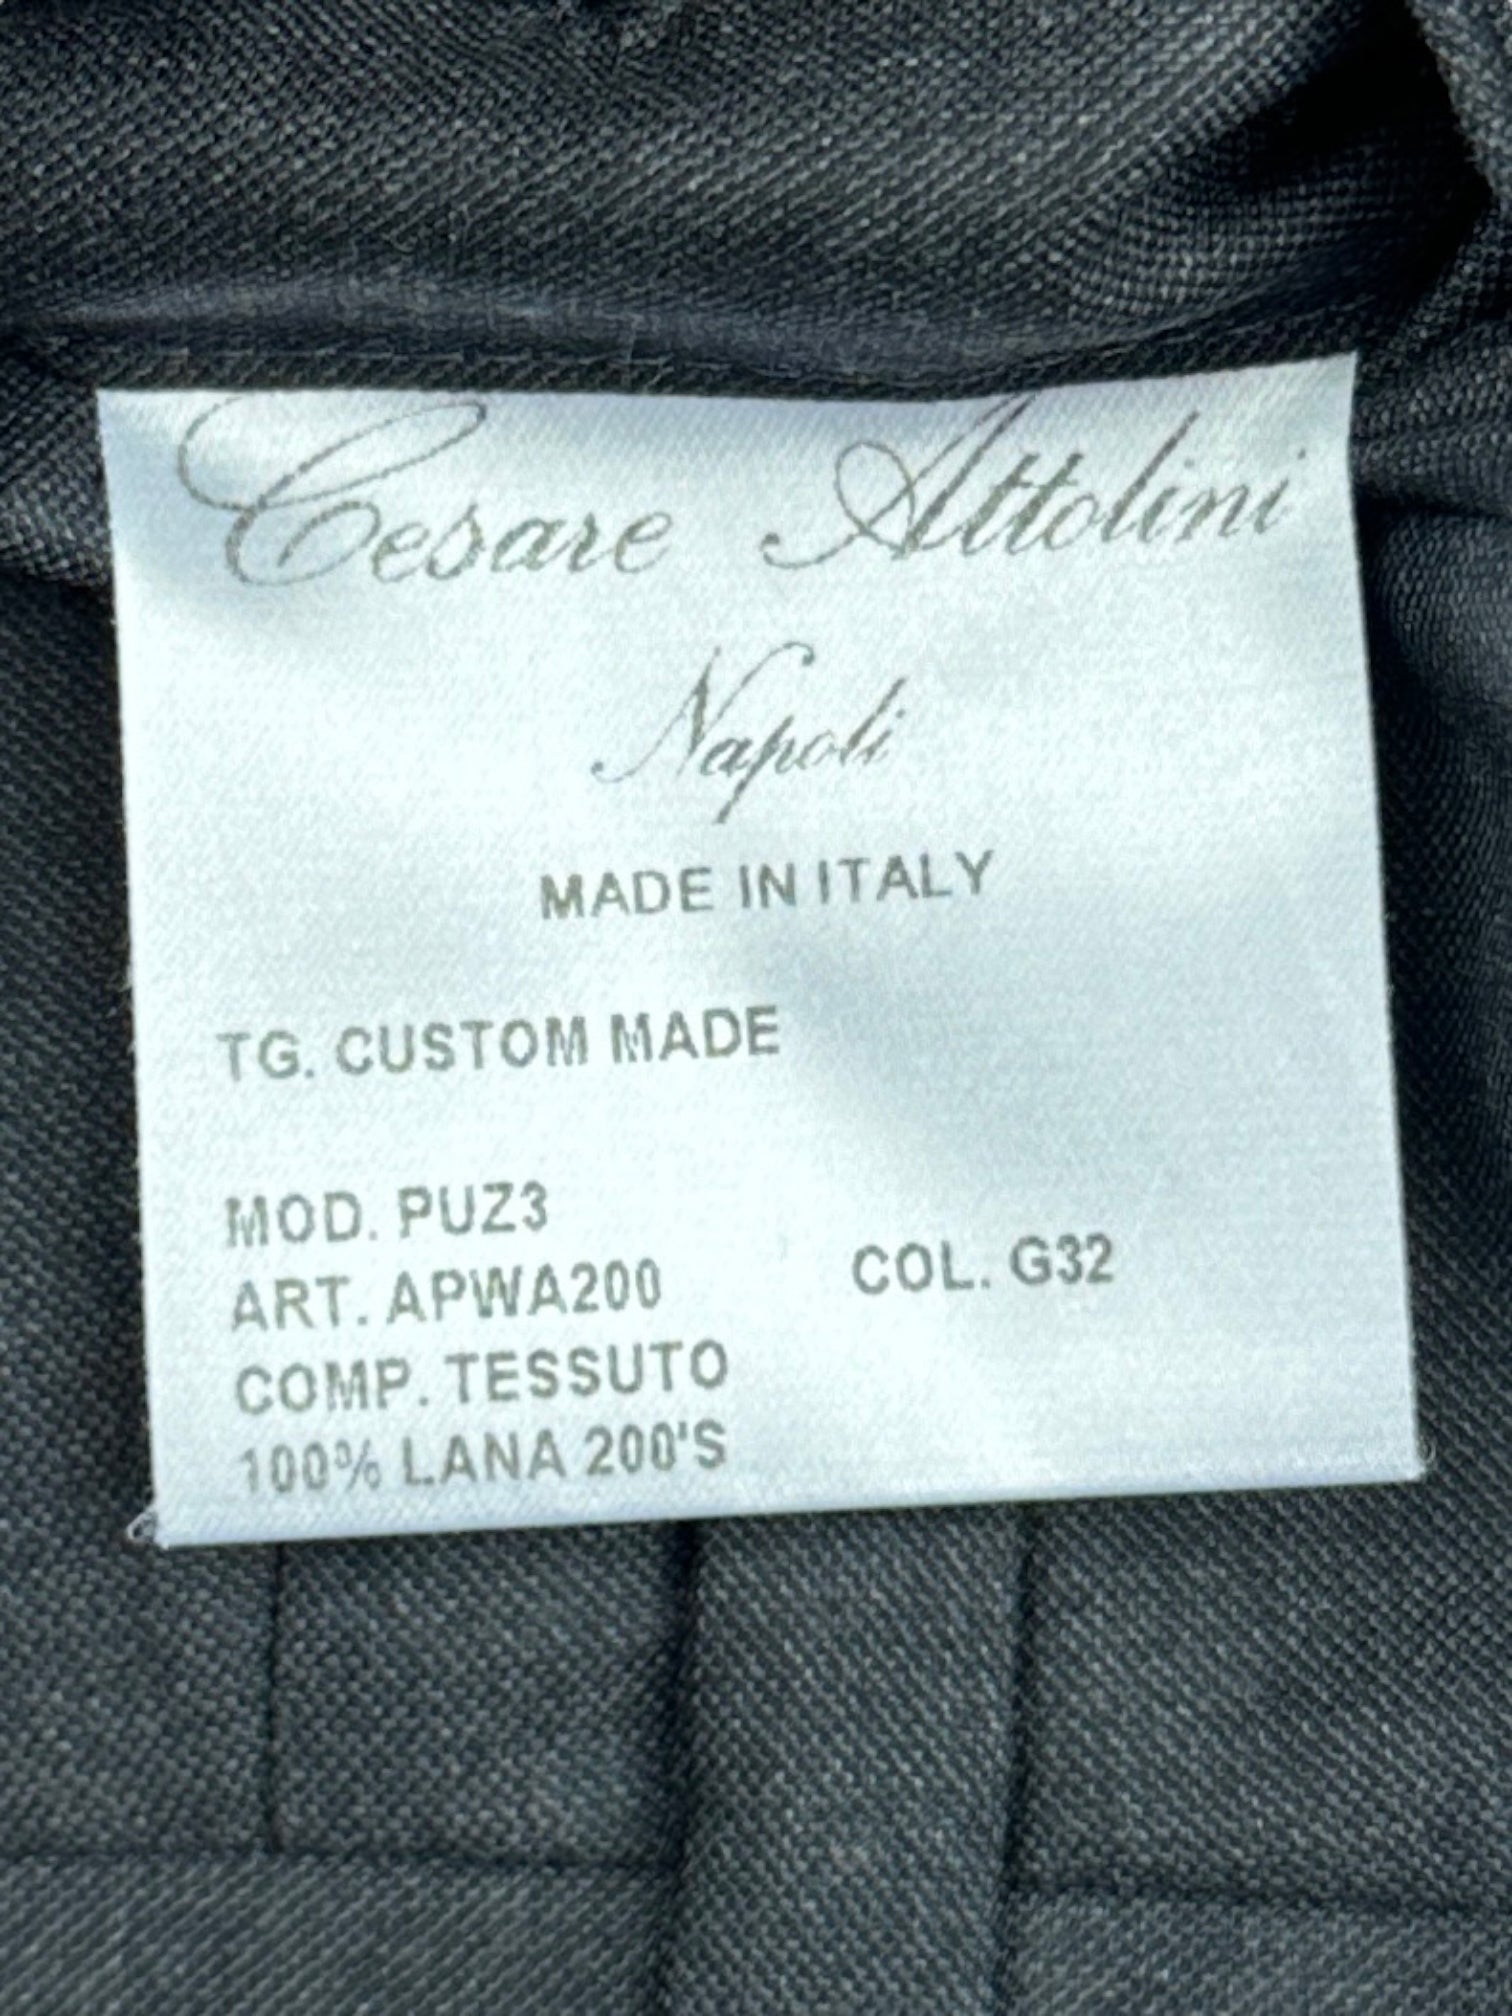 Cesare Attolini
Napoli
MADE IN ITALY
TG. CUSTOM MADE
MOD. PUZ3
ART. APWA200 COL. G32
COMP. TESSUTO
100% LANA 200'S